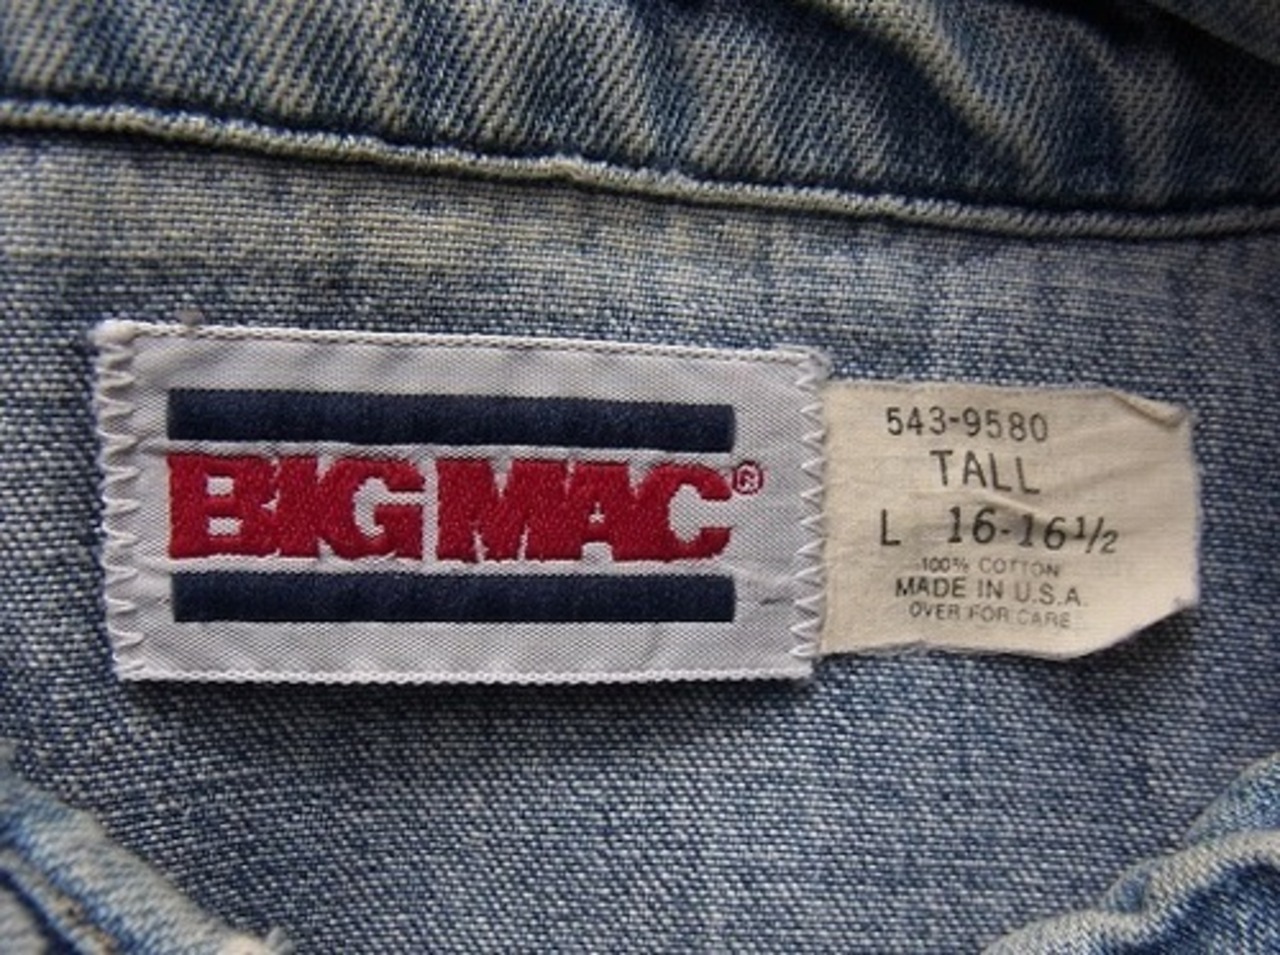 BIG MAC®
543-9580
TALL
L 16-16½
100% COTTON
MADE IN U.S.A.
OVER FOR CARE